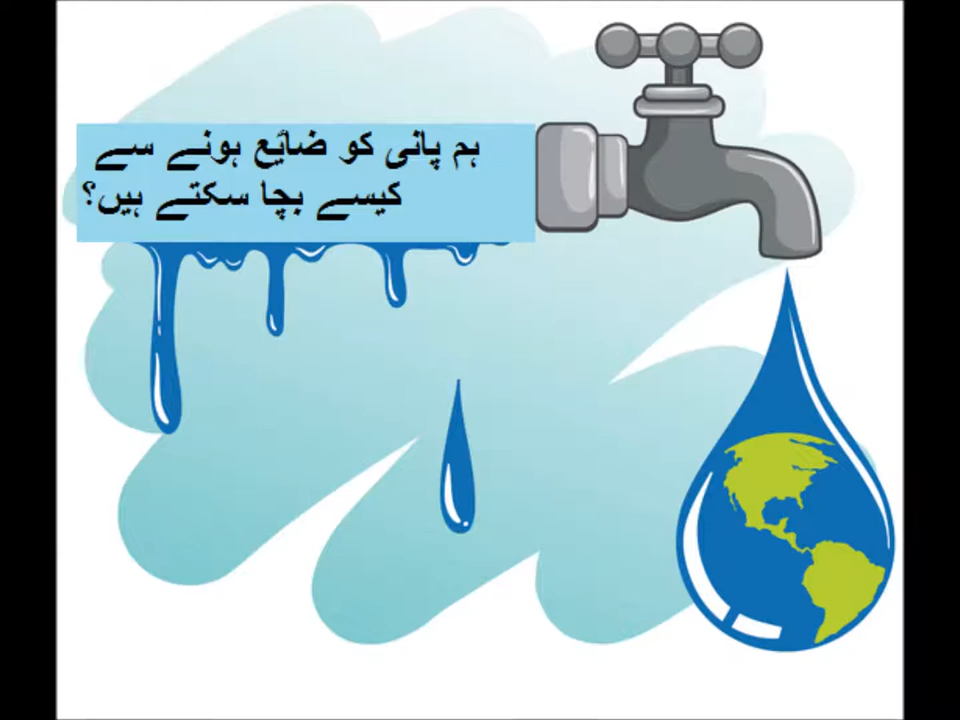 ہم پانی کو ضائع ہونے سے
کیسے بچا سکتے ہیں؟